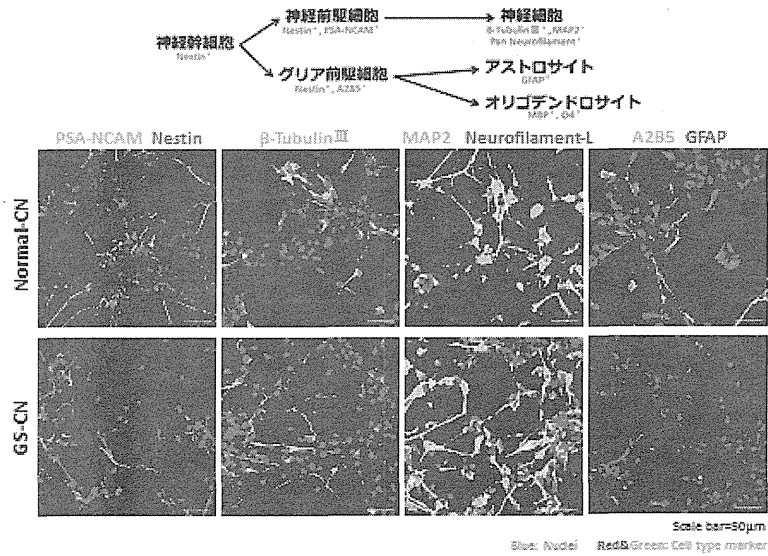 神経前駆細胞 神経細胞
Nestin⁺, PSA-NCAM⁺ β-TubulinⅢ⁺, MAP2⁺
神経幹細胞 Pan Neurofilament⁺
Nestin⁺
グリア前駆細胞 アストロサイト
Nestin⁺, A2B5⁺ GFAP⁺
オリゴデンドロサイト
MBP⁺, O4⁺
PSA-NCAM Nestin β-TubulinⅢ MAP2 Neurofilament-L A2B5 GFAP
Normal-CN
GS-CN
Scale bar=50μm
Blue: Nuclei Red&Green: Cell type marker